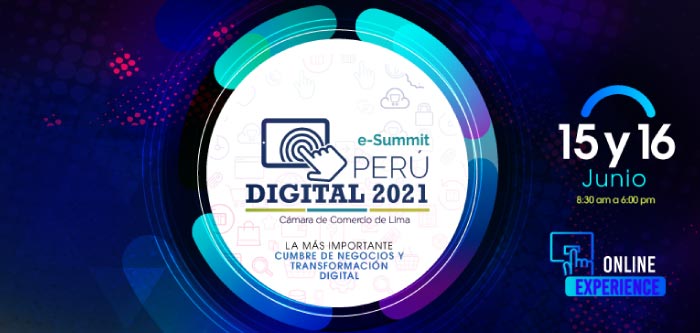 e-Summit
PERÚ
DIGITAL 2021
Cámara de Comercio de Lima
LA MÁS IMPORTANTE
CUMBRE DE NEGOCIOS Y
TRANSFORMACIÓN
DIGITAL
15 y 16
Junio
8:30 am a 6:00 pm
ONLINE
EXPERIENCE